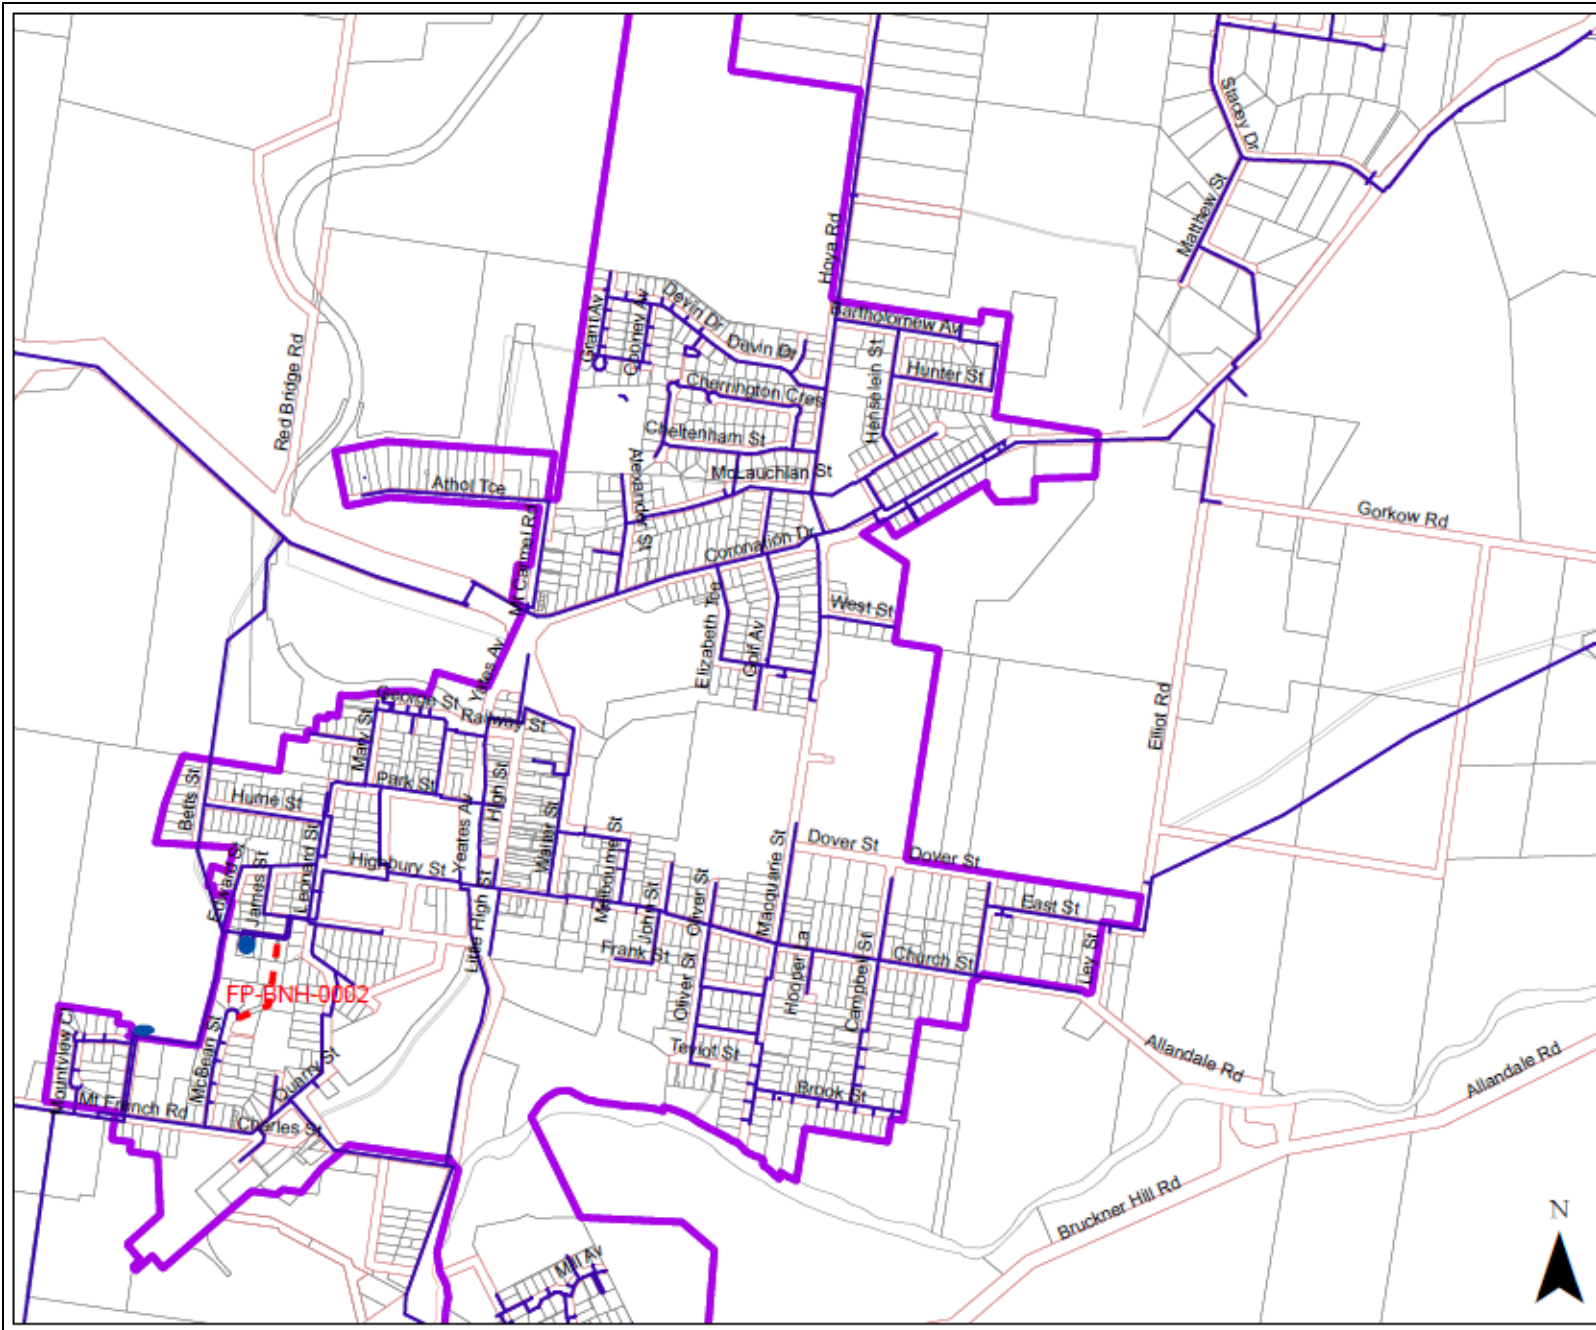 Stacey Dr
Matthew St
Hoya Rd
Devin Dr
Grant Av
Cooney Av
Bartholomew Av
Devin Dr
Red Bridge Rd
Hunter St
Cherrington Cres
Henselein St
Cheltenham St
McLauchlan St
Alexander St
Athol Tce
Gorkow Rd
Coronation Dr
Mt Carmel Rd
Elizabeth Tce
West St
Golf Av
Yates Av
George St
Railway St
Elliot Rd
Mary St
Park St
High St
Betts St
Hume St
Yeates Av
Walter St
Melbourne St
Macquarie St
Dover St
Dover St
Leonard St
Highbury St
Edward St
James St
Little High St
John St
Oliver St
East St
Frank St
Hooper La
Campbell St
Church St
Ley St
FP-BNH-0002
Oliver St
Mountview Ct
McBean St
Quarry St
Teviot St
Allandale Rd
Allandale Rd
Brook St
Mt French Rd
Charles St
Bruckner Hill Rd
N
Mill Av